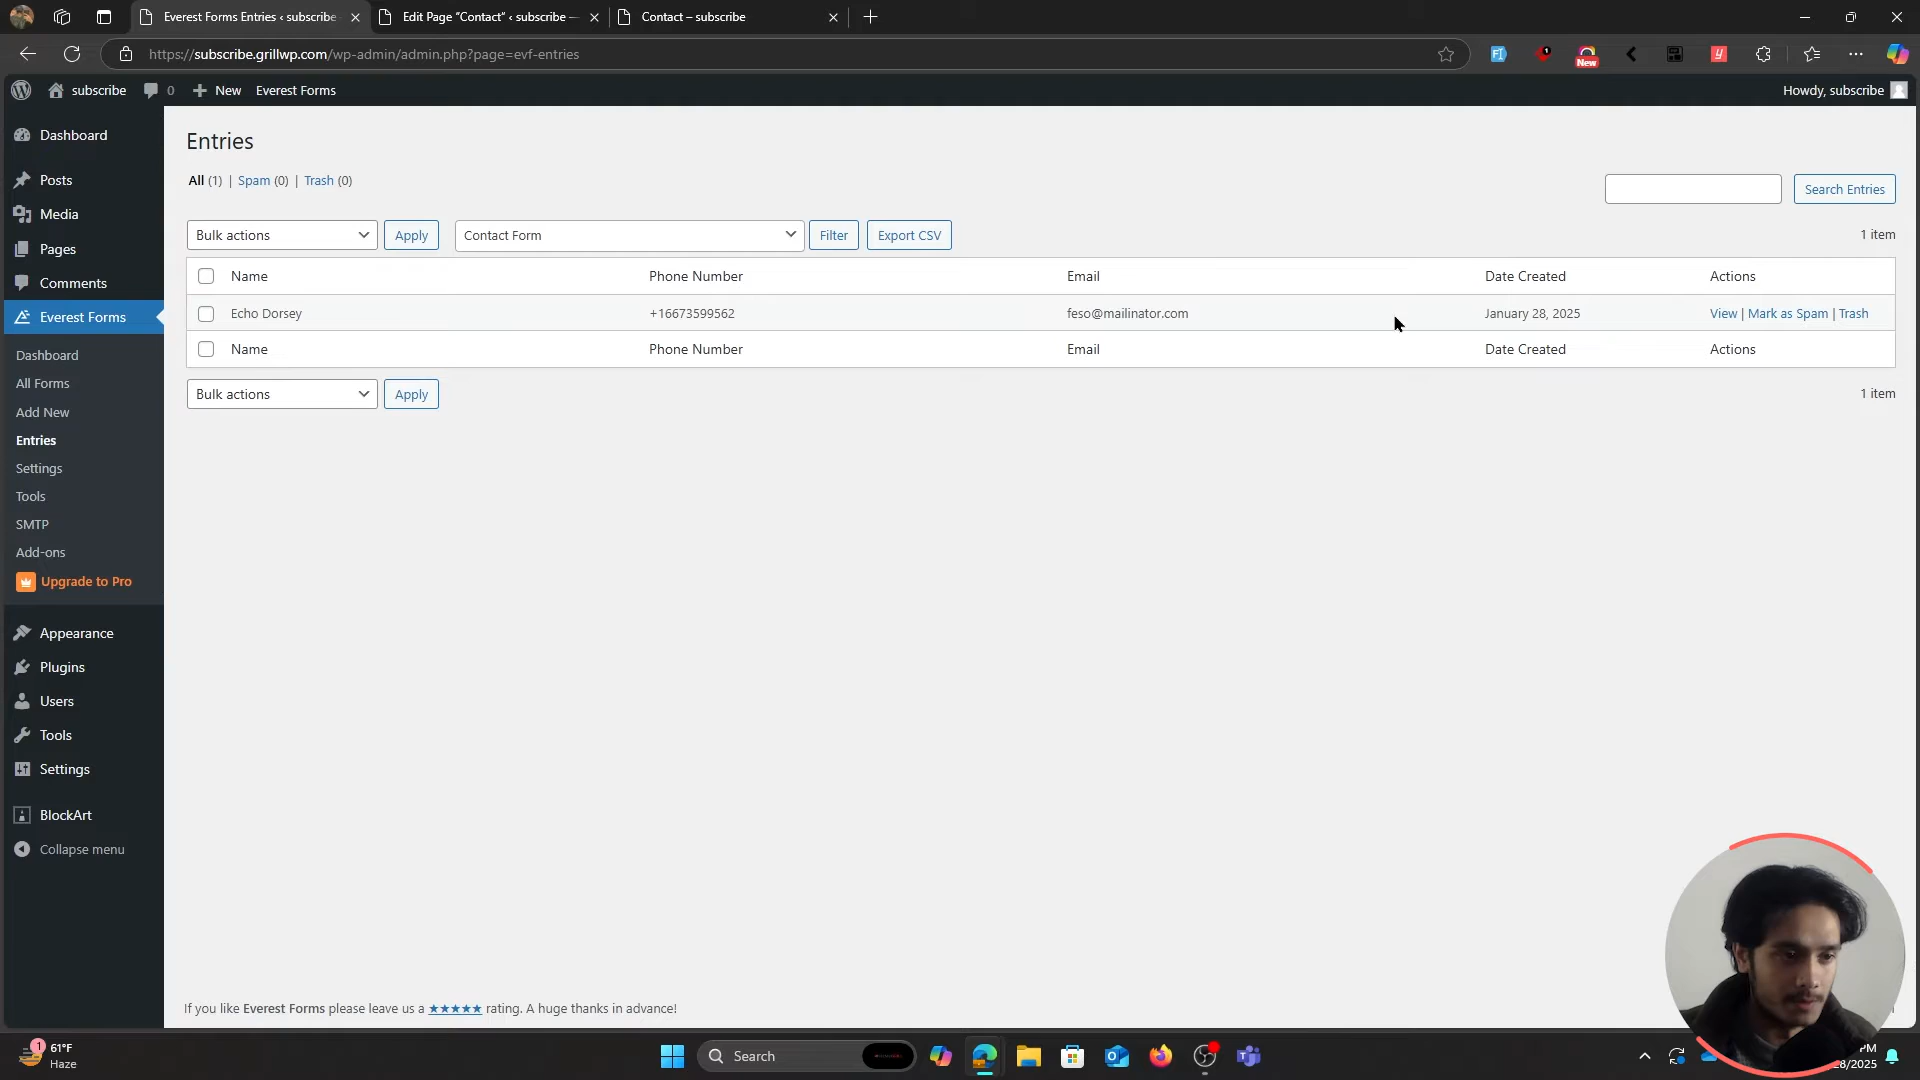 Everest Forms Entries ‹ subscribe
Edit Page “Contact” ‹ subscribe —
Contact – subscribe
https://subscribe.grillwp.com/wp-admin/admin.php?page=evf-entries
1
New
subscribe
0
New
Everest Forms
Howdy, subscribe
Dashboard
Posts
Media
Pages
Comments
Everest Forms
Dashboard
All Forms
Add New
Entries
Settings
Tools
SMTP
Add-ons
Upgrade to Pro
Appearance
Plugins
Users
Tools
Settings
BlockArt
Collapse menu
Entries
All (1) | Spam (0) | Trash (0)
Search Entries
Bulk actions
Apply
Contact Form
Filter
Export CSV
1 item
Name Phone Number Email Date Created Actions
Echo Dorsey +16673599562 feso@mailinator.com January 28, 2025 View | Mark as Spam | Trash
Name Phone Number Email Date Created Actions
Bulk actions
Apply
1 item
If you like Everest Forms please leave us a ★★★★★ rating. A huge thanks in advance!
1
61°F
Haze
Search
PM
28/2025